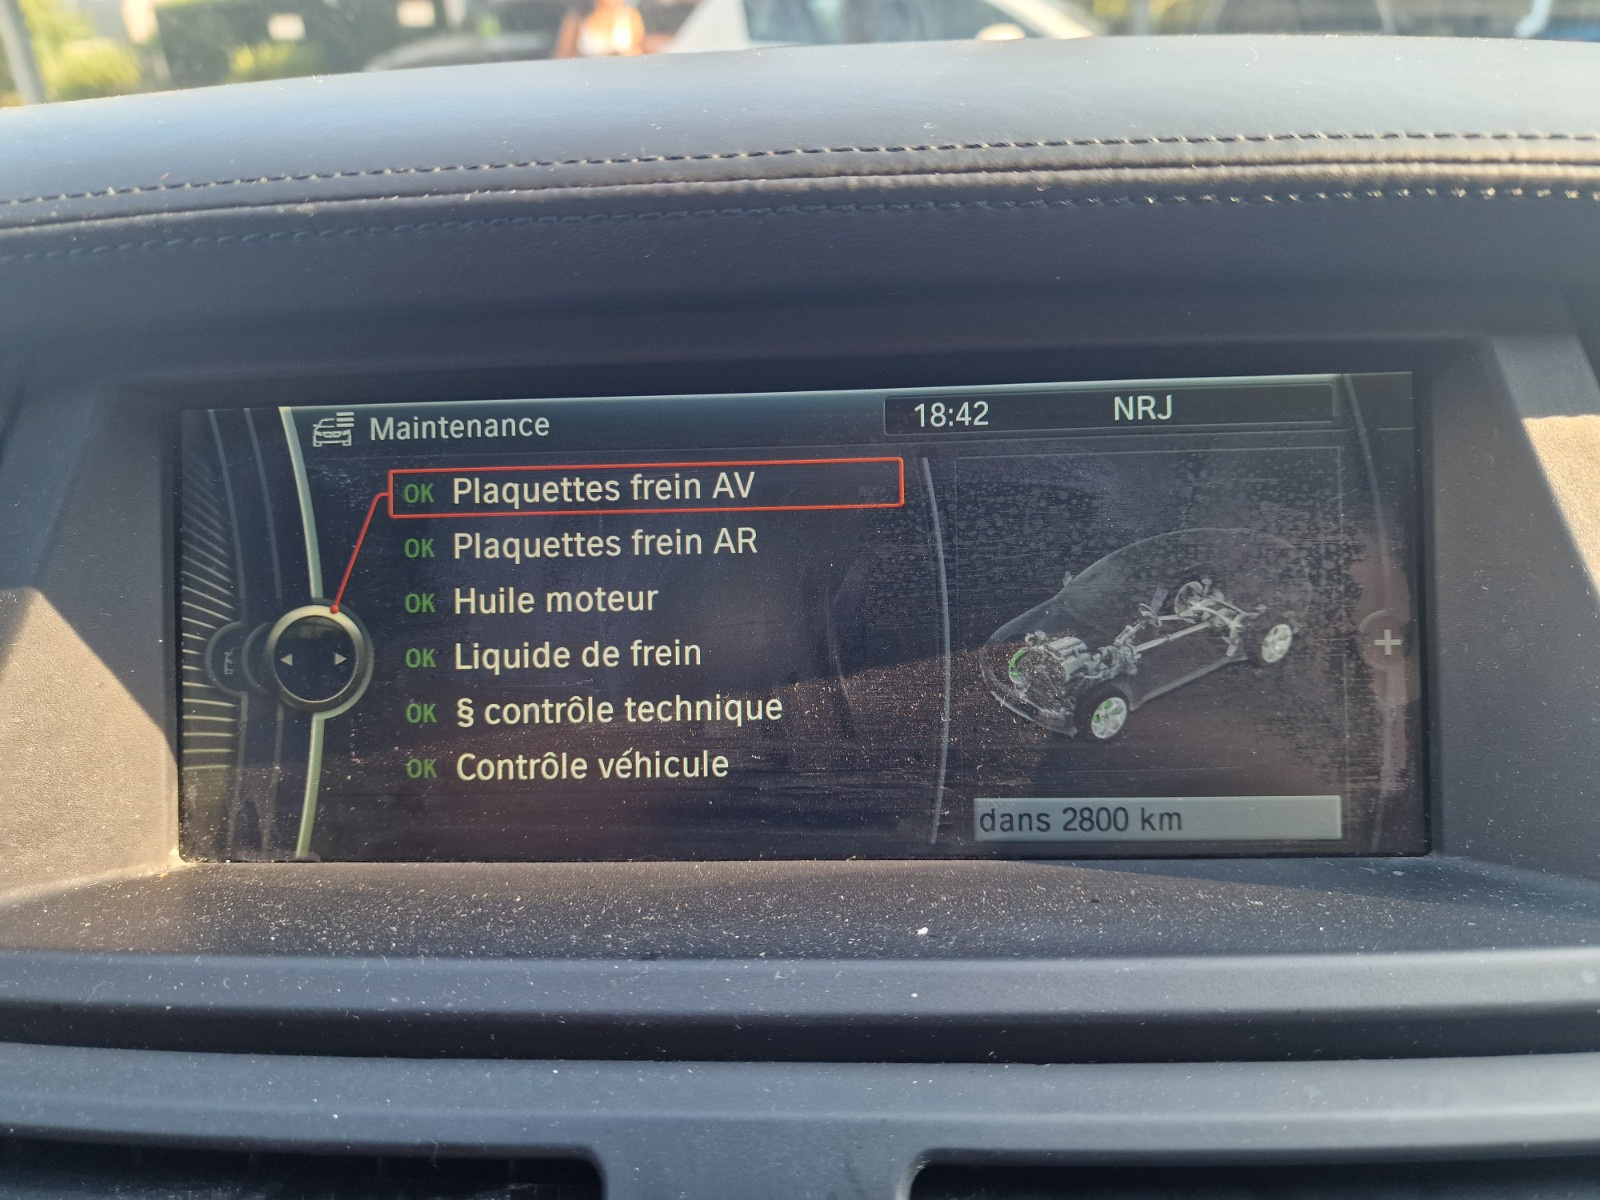 Maintenance
18:42
NRJ
OK Plaquettes frein AV
OK Plaquettes frein AR
OK Huile moteur
OK Liquide de frein
OK § contrôle technique
OK Contrôle véhicule
dans 2800 km